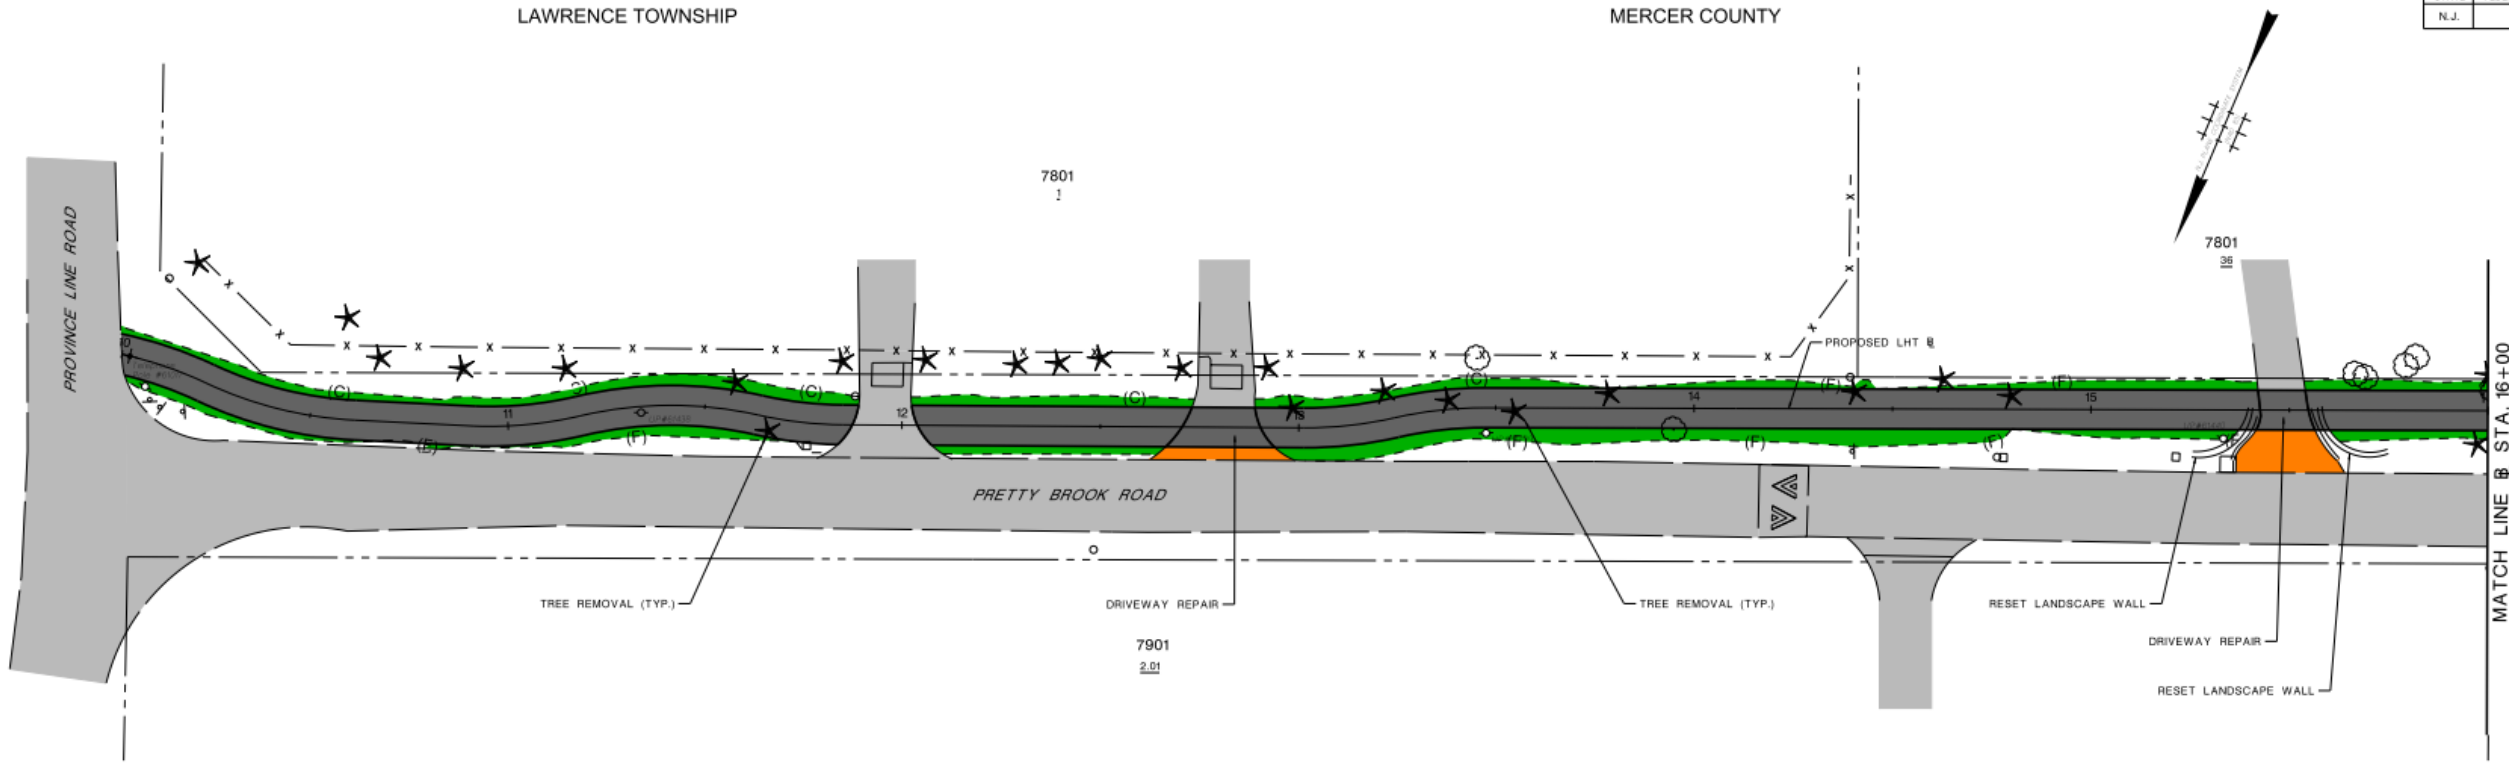 LAWRENCE TOWNSHIP
MERCER COUNTY
N.J.
7801
1
PROVINCE LINE ROAD
7801
36
PROPOSED LHT ℄
10
(C)
(C)
(C)
(C)
(F)
(F)
11
12
13
14
15
(E)
(F)
(F)
(F)
(F)
PRETTY BROOK ROAD
MATCH LINE B STA. 16+00
TREE REMOVAL (TYP.)
DRIVEWAY REPAIR
TREE REMOVAL (TYP.)
RESET LANDSCAPE WALL
DRIVEWAY REPAIR
RESET LANDSCAPE WALL
7901
2.01